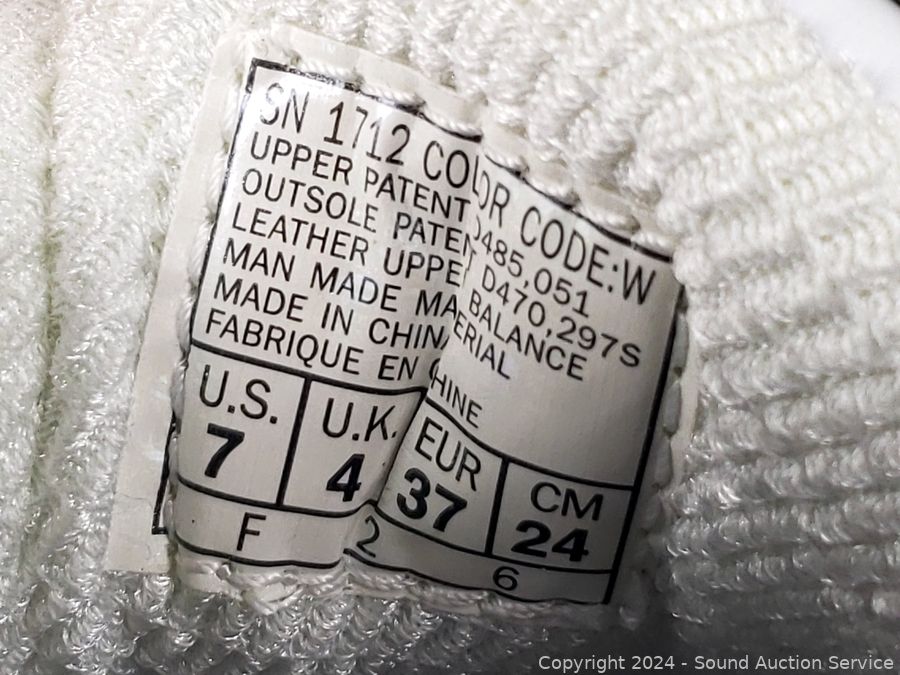 SN 1712 COLOR CODE:W
UPPER PATENT D485,051
OUTSOLE PATENT D470,297S
LEATHER UPPER BALANCE
MAN MADE MATERIAL
MADE IN CHINA
FABRIQUE EN CHINE
U.S. U.K. EUR CM
7 4 37 24
F 2 6
Copyright 2024 - Sound Auction Service